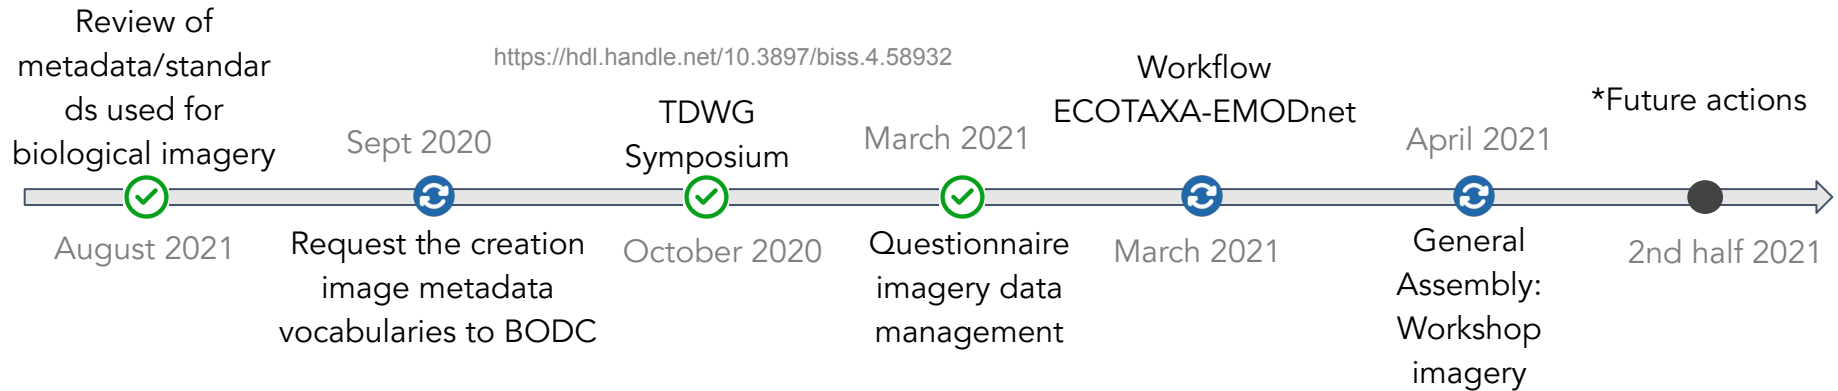 Review of
metadata/standar
ds used for
biological imagery
August 2021
Sept 2020
Request the creation
image metadata
vocabularies to BODC
https://hdl.handle.net/10.3897/biss.4.58932
TDWG
Symposium
October 2020
March 2021
Questionnaire
imagery data
management
Workflow
ECOTAXA-EMODnet
March 2021
April 2021
General
Assembly:
Workshop
imagery
*Future actions
2nd half 2021